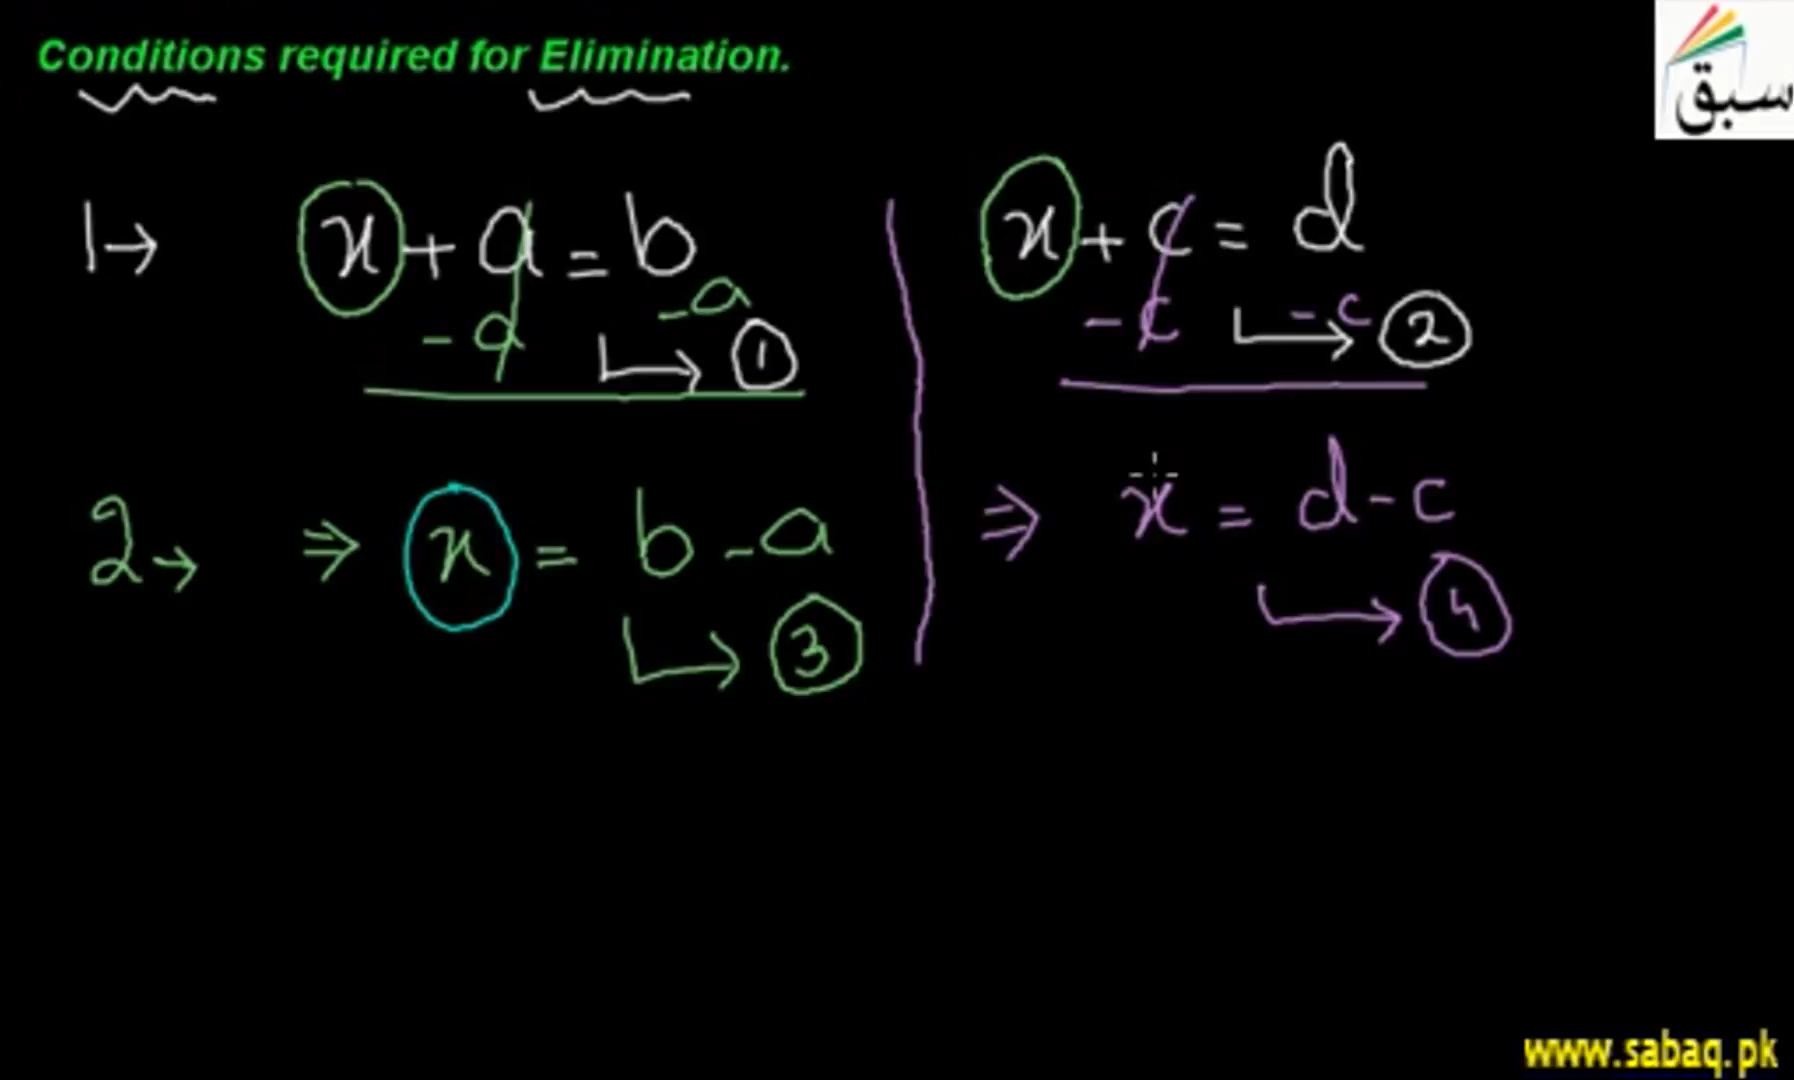 Conditions required for Elimination.
سبق
1→ x + a = b
- a - a
↳ ①
x + c = d
- c - c
↳ ②
2→ ⇒ x = b - a
↳ ③
⇒ x = d - c
↳ ④
www.sabaq.pk